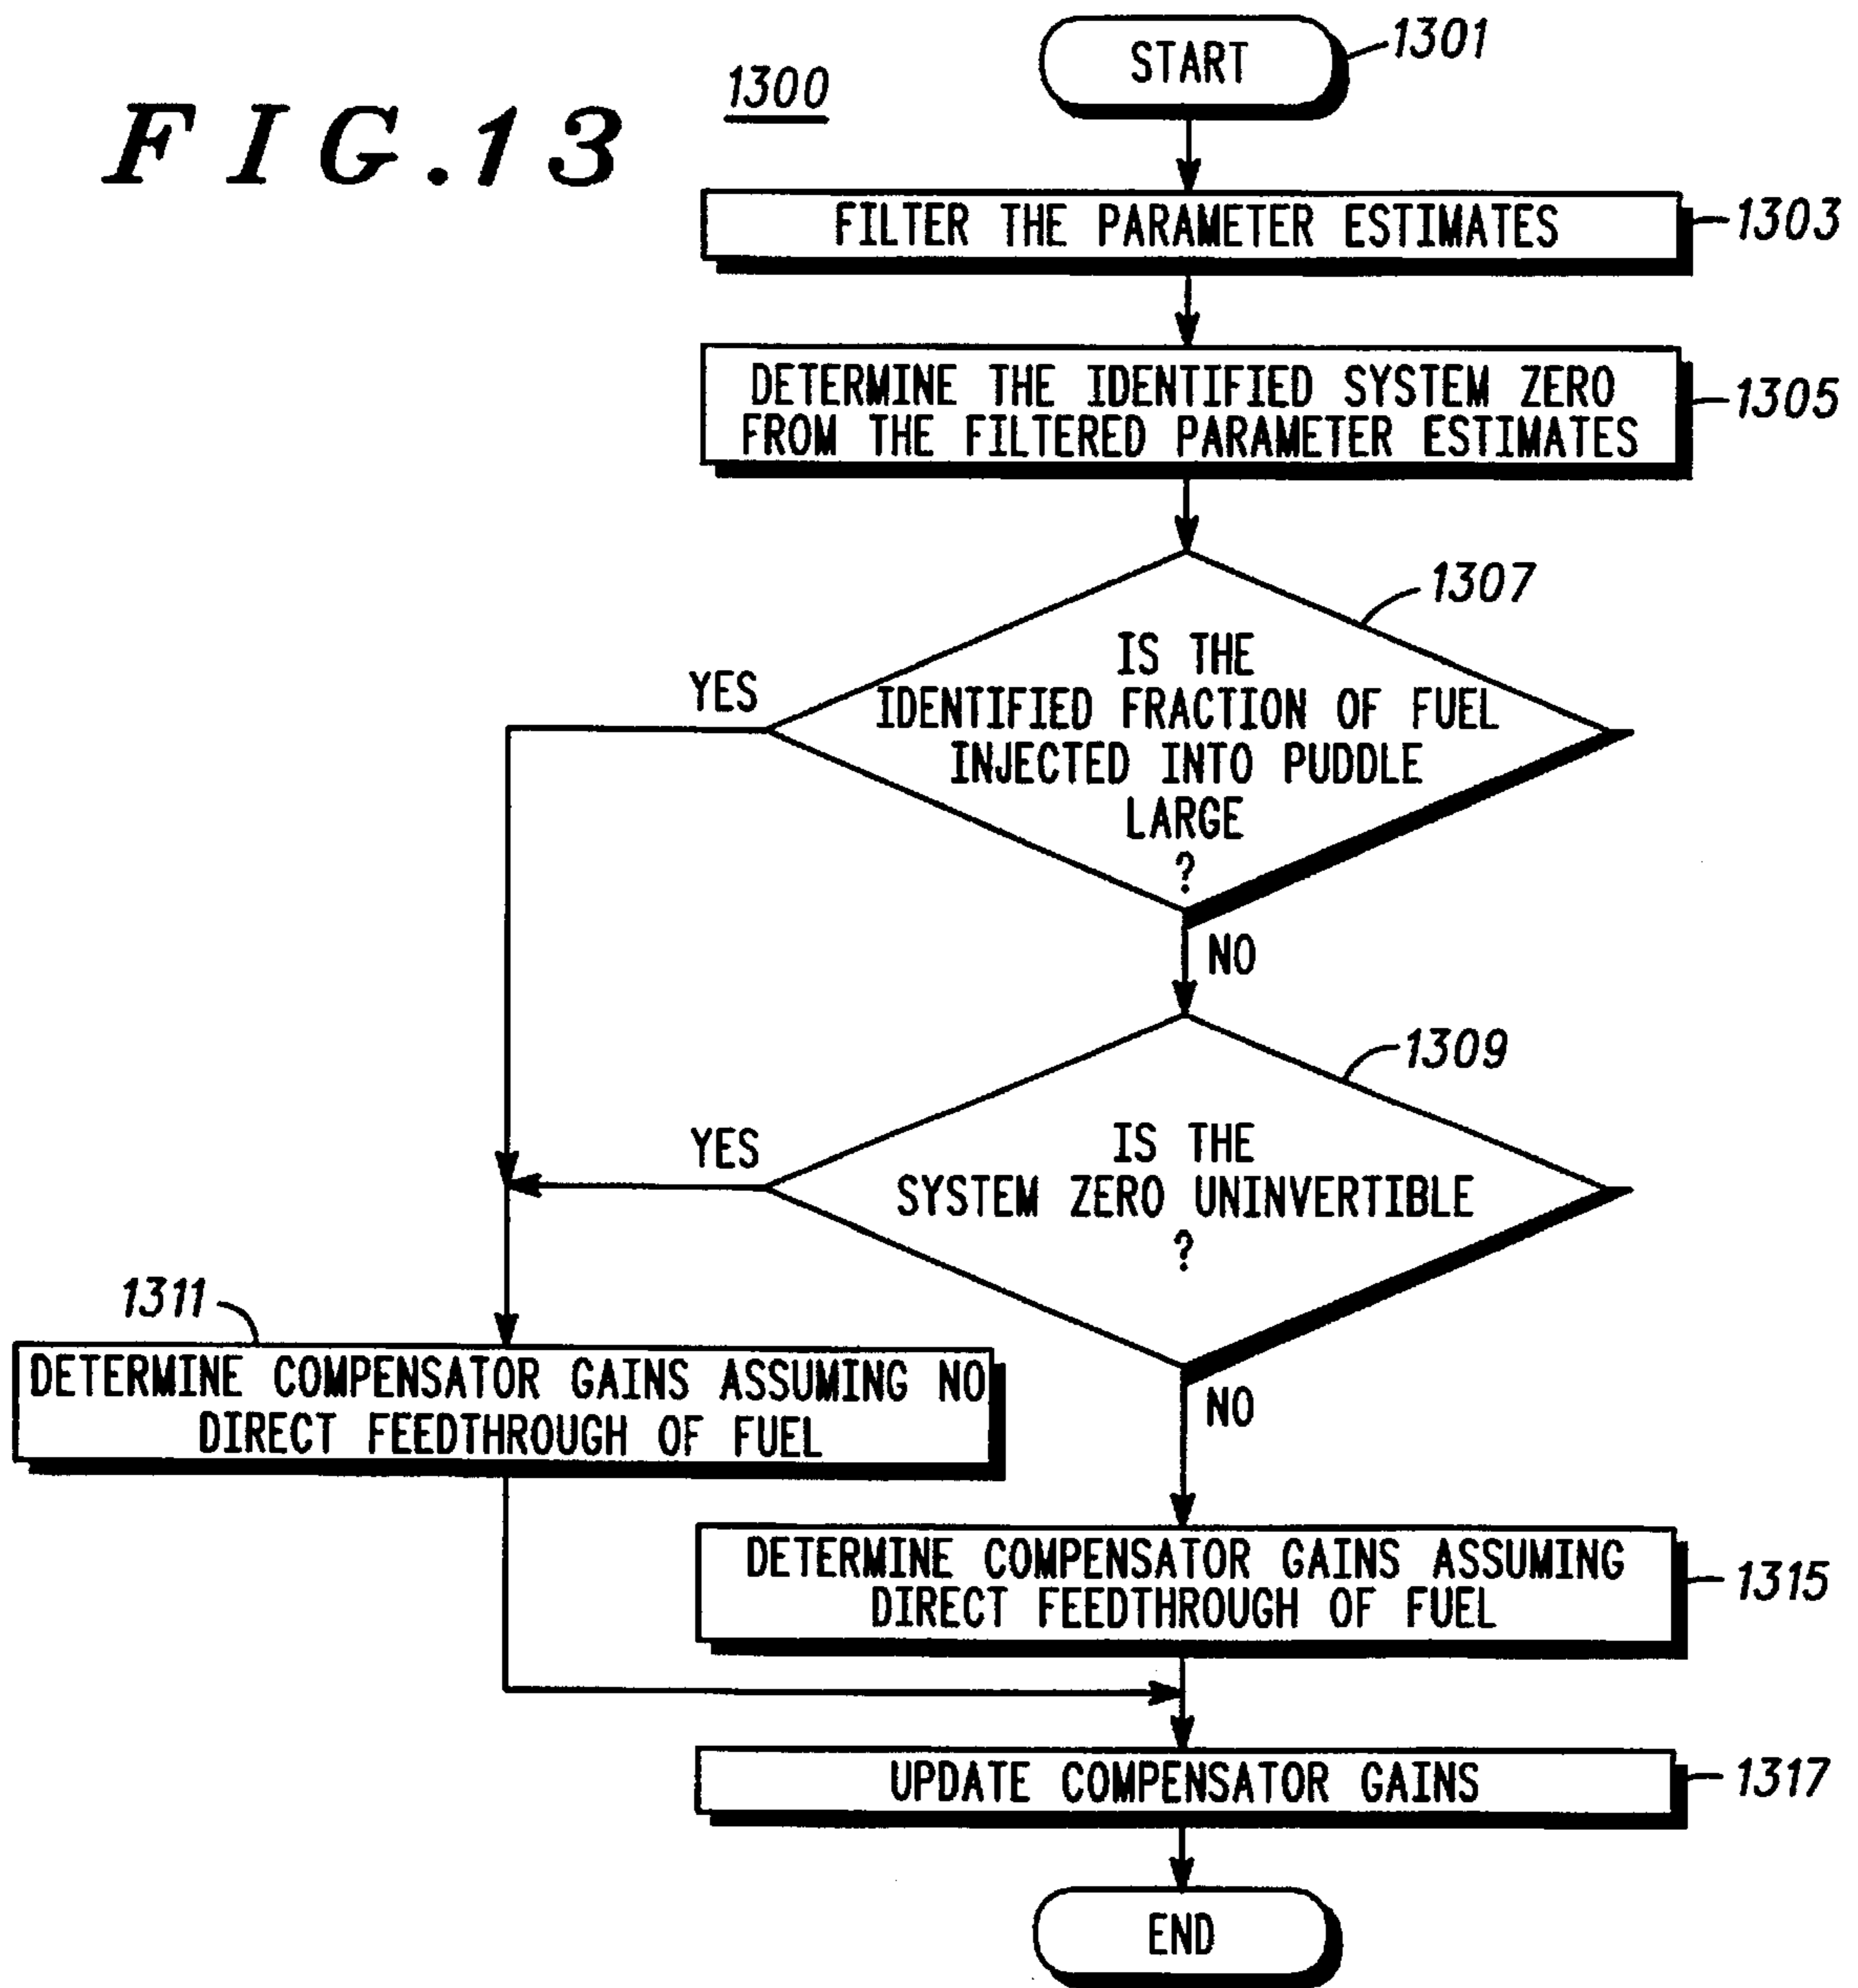 FIG.13
1300
START
1301
FILTER THE PARAMETER ESTIMATES
1303
DETERMINE THE IDENTIFIED SYSTEM ZERO
FROM THE FILTERED PARAMETER ESTIMATES
1305
1307
IS THE
IDENTIFIED FRACTION OF FUEL
INJECTED INTO PUDDLE
LARGE
?
YES
NO
1309
IS THE
SYSTEM ZERO UNINVERTIBLE
?
YES
NO
1311
DETERMINE COMPENSATOR GAINS ASSUMING NO
DIRECT FEEDTHROUGH OF FUEL
DETERMINE COMPENSATOR GAINS ASSUMING
DIRECT FEEDTHROUGH OF FUEL
1315
UPDATE COMPENSATOR GAINS
1317
END